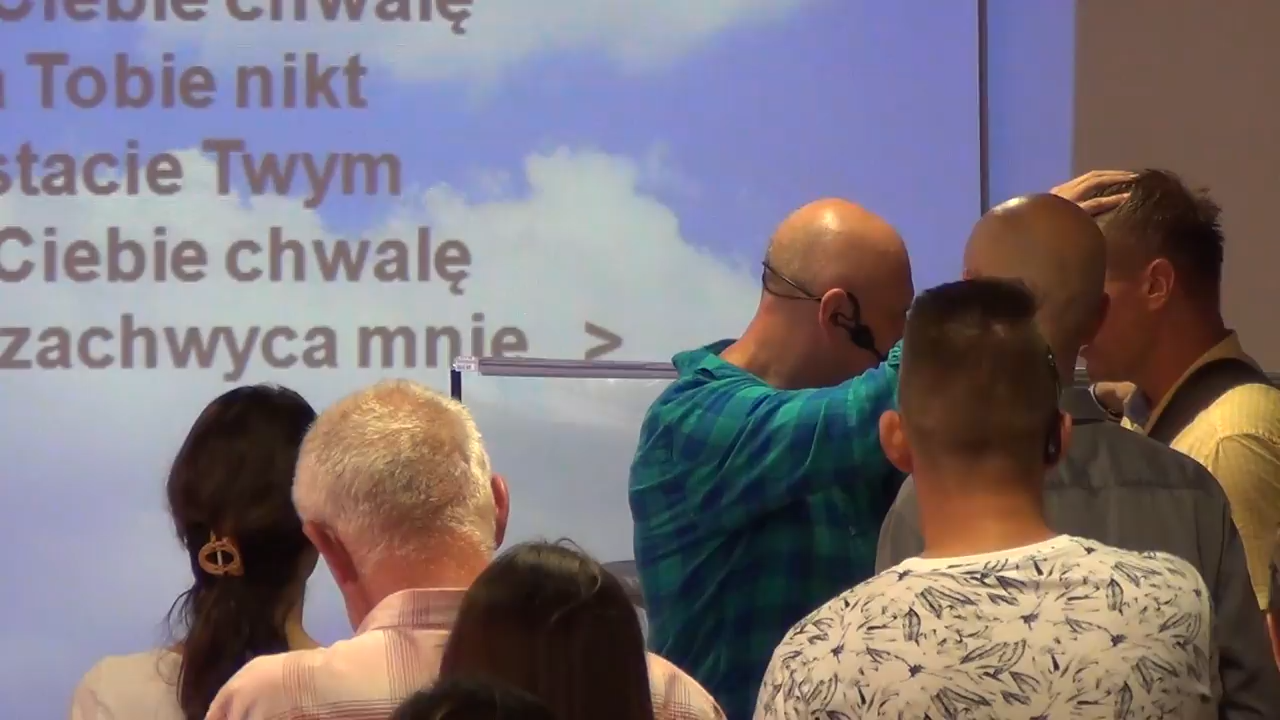 Ciebie chwalę
Tobie nikt
stacie Twym
Ciebie chwalę
zachwyca mnie >